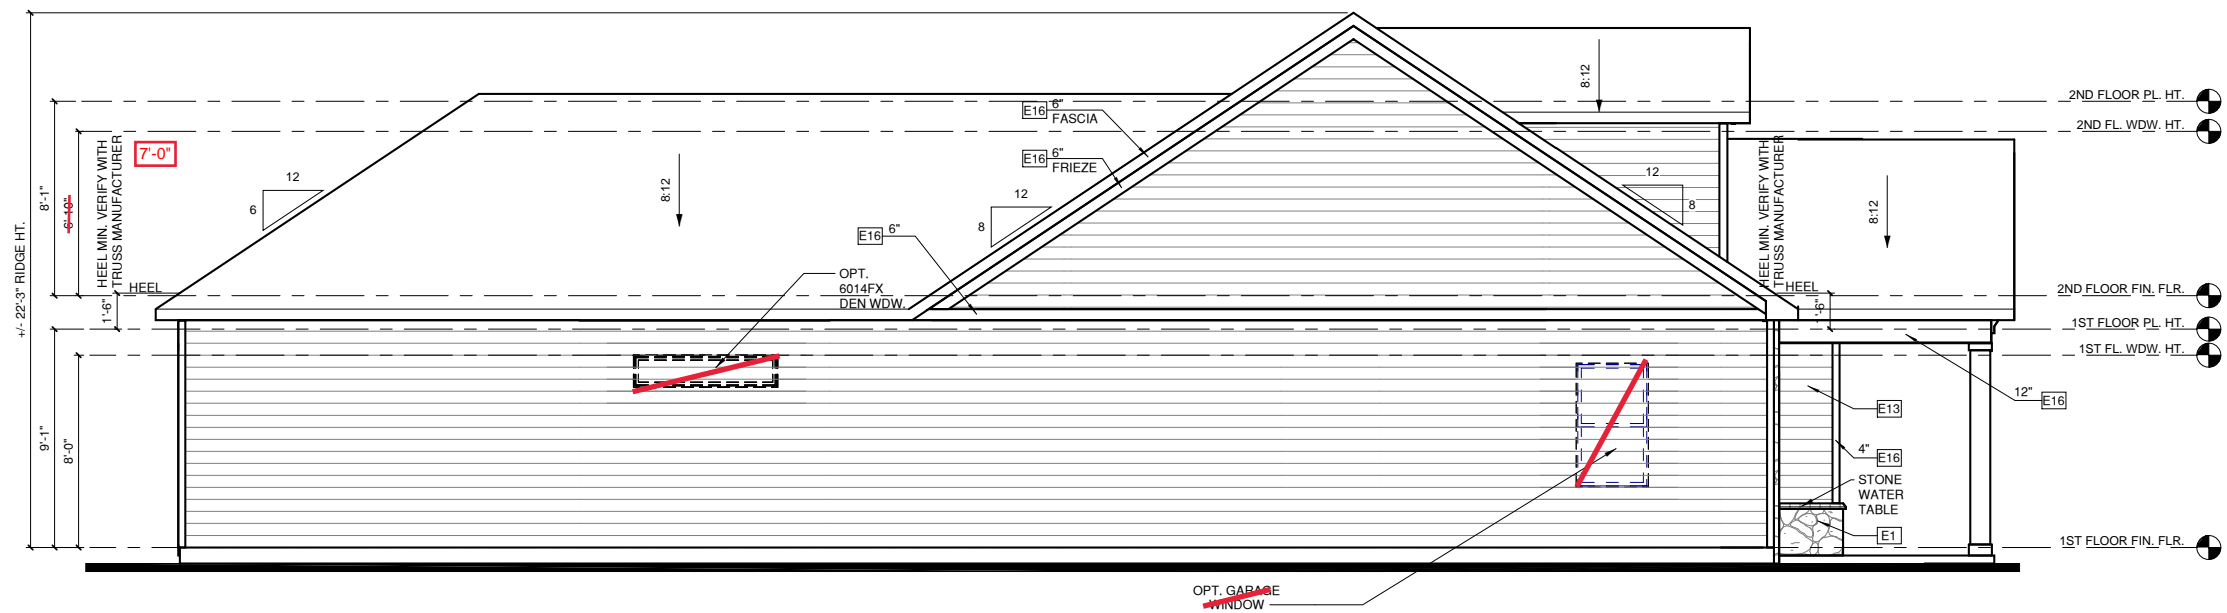 +/- 22'-3" RIDGE HT.
8'-1"
6'-10"
7'-0"
HEEL MIN. VERIFY WITH
TRUSS MANUFACTURER
HEEL
1'-6"
9'-1"
8'-0"
12
6
8:12
E16 6"
FASCIA
E16 6"
FRIEZE
12
8
E16 6"
OPT.
6014FX
DEN WDW.
8:12
12
8
HEEL MIN. VERIFY WITH
TRUSS MANUFACTURER
HEEL
1'-6"
8:12
2ND FLOOR PL. HT.
2ND FL. WDW. HT.
2ND FLOOR FIN. FLR.
1ST FLOOR PL. HT.
1ST FL. WDW. HT.
12" E16
E13
4" E16
STONE
WATER
TABLE
E1
1ST FLOOR FIN. FLR.
OPT. GARAGE
WINDOW